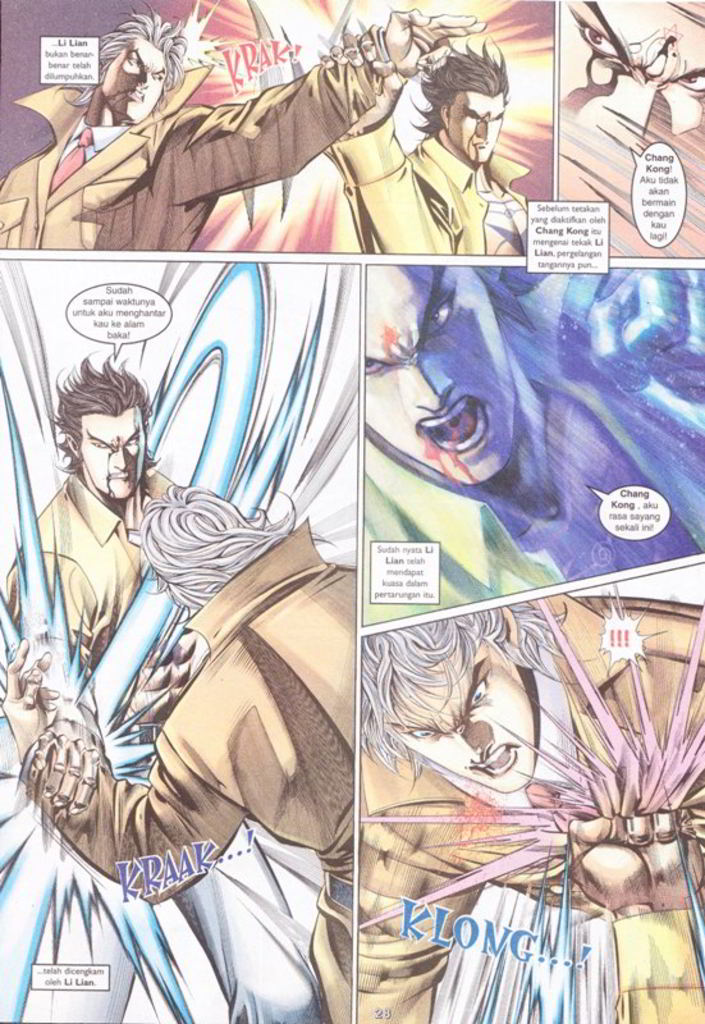 ...Li Lian
bukan benar-
benar telah
dilumpuhkan.
KRAK!
Sebelum tetakan
yang diaktifkan oleh
Chang Kong itu
mengenai tekak Li
Lian, pergelangan
tangannya pun...
Chang
Kong!
Aku tidak
akan
bermain
dengan
kau
lagi!
Sudah
sampai waktunya
untuk aku menghantar
kau ke alam
baka!
KRAAK...!
...telah dicengkam
oleh Li Lian.
Chang
Kong , aku
rasa sayang
sekali ini!
Sudah nyata Li
Lian telah
mendapat
kuasa dalam
pertarungan itu.
!!!
KLONG...!
28